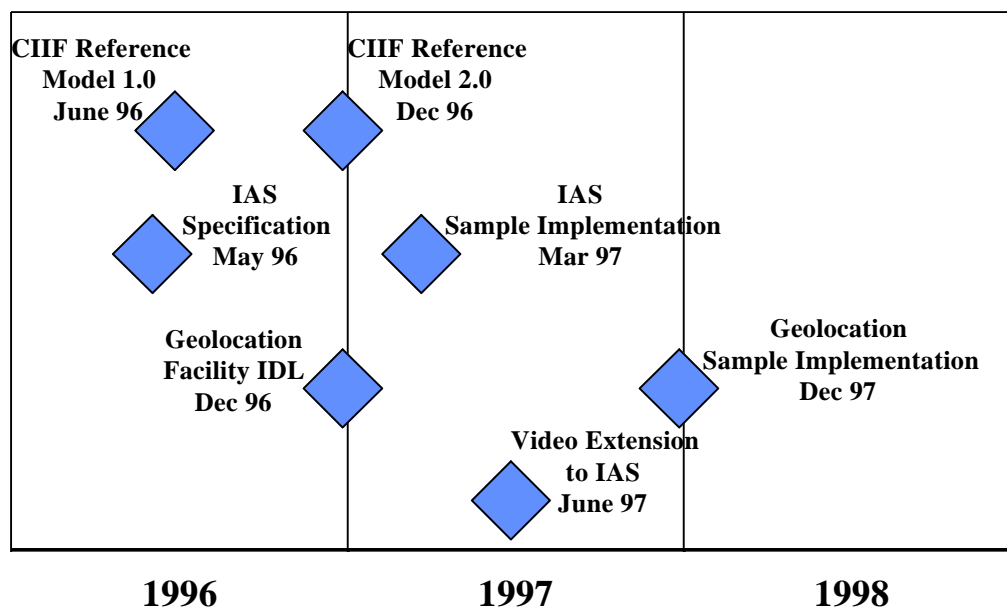 CIIF Reference
Model 1.0
June 96
CIIF Reference
Model 2.0
Dec 96
IAS
Specification
May 96
IAS
Sample Implementation
Mar 97
Geolocation
Facility IDL
Dec 96
Geolocation
Sample Implementation
Dec 97
Video Extension
to IAS
June 97
1996
1997
1998